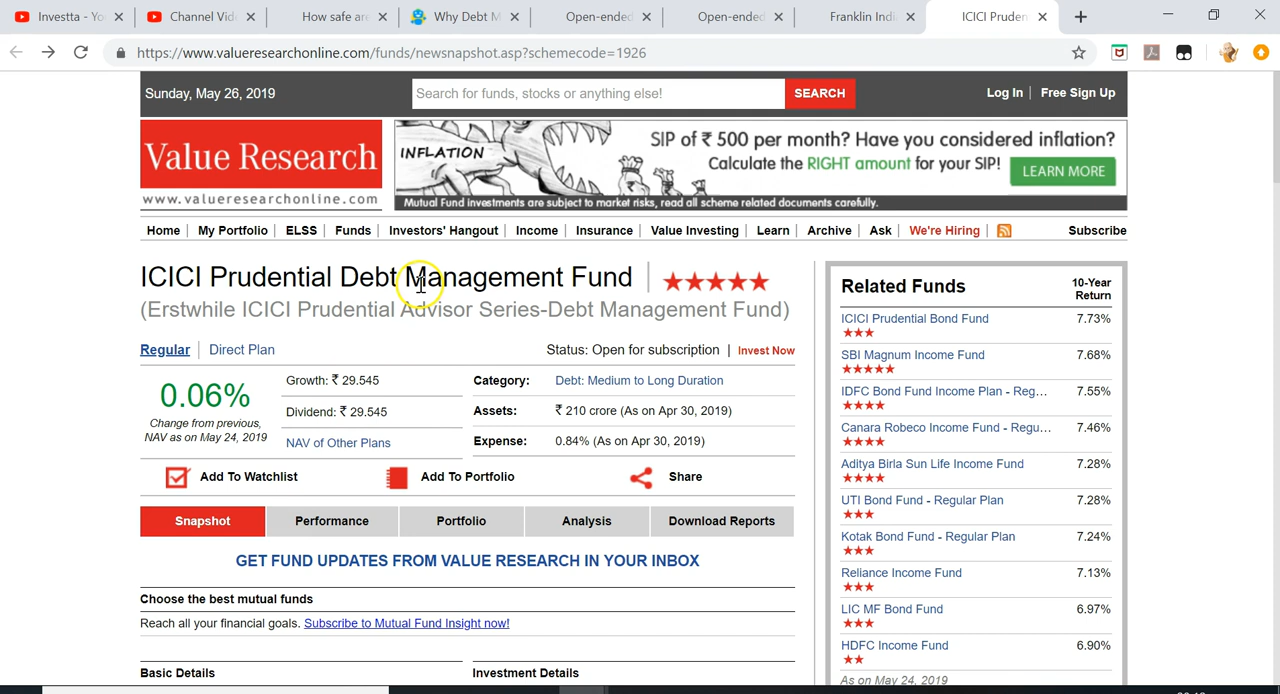 Investta - Yo
Channel Vid
How safe are
Why Debt M
Open-ended
Open-ended
Franklin Indi
ICICI Pruden
https://www.valueresearchonline.com/funds/newsnapshot.asp?schemecode=1926
Sunday, May 26, 2019
Search for funds, stocks or anything else!
SEARCH
Log In | Free Sign Up
Value Research
www.valueresearchonline.com
INFLATION
SIP of ₹ 500 per month? Have you considered inflation?
Calculate the RIGHT amount for your SIP!
LEARN MORE
Mutual Fund investments are subject to market risks, read all scheme related documents carefully.
Home | My Portfolio | ELSS | Funds | Investors' Hangout | Income | Insurance | Value Investing | Learn | Archive | Ask | We're Hiring | Subscribe
ICICI Prudential Debt Management Fund
(Erstwhile ICICI Prudential Advisor Series-Debt Management Fund)
Regular | Direct Plan
Status: Open for subscription | Invest Now
0.06%
Change from previous,
NAV as on May 24, 2019
Growth: ₹ 29.545
Dividend: ₹ 29.545
NAV of Other Plans
Category: Debt: Medium to Long Duration
Assets: ₹ 210 crore (As on Apr 30, 2019)
Expense: 0.84% (As on Apr 30, 2019)
Add To Watchlist
Add To Portfolio
Share
Snapshot
Performance
Portfolio
Analysis
Download Reports
GET FUND UPDATES FROM VALUE RESEARCH IN YOUR INBOX
Choose the best mutual funds
Reach all your financial goals. Subscribe to Mutual Fund Insight now!
Basic Details
Investment Details
Related Funds
10-Year
Return
ICICI Prudential Bond Fund 7.73%
SBI Magnum Income Fund 7.68%
IDFC Bond Fund Income Plan - Reg... 7.55%
Canara Robeco Income Fund - Regu... 7.46%
Aditya Birla Sun Life Income Fund 7.28%
UTI Bond Fund - Regular Plan 7.28%
Kotak Bond Fund - Regular Plan 7.24%
Reliance Income Fund 7.13%
LIC MF Bond Fund 6.97%
HDFC Income Fund 6.90%
As on May 24, 2019